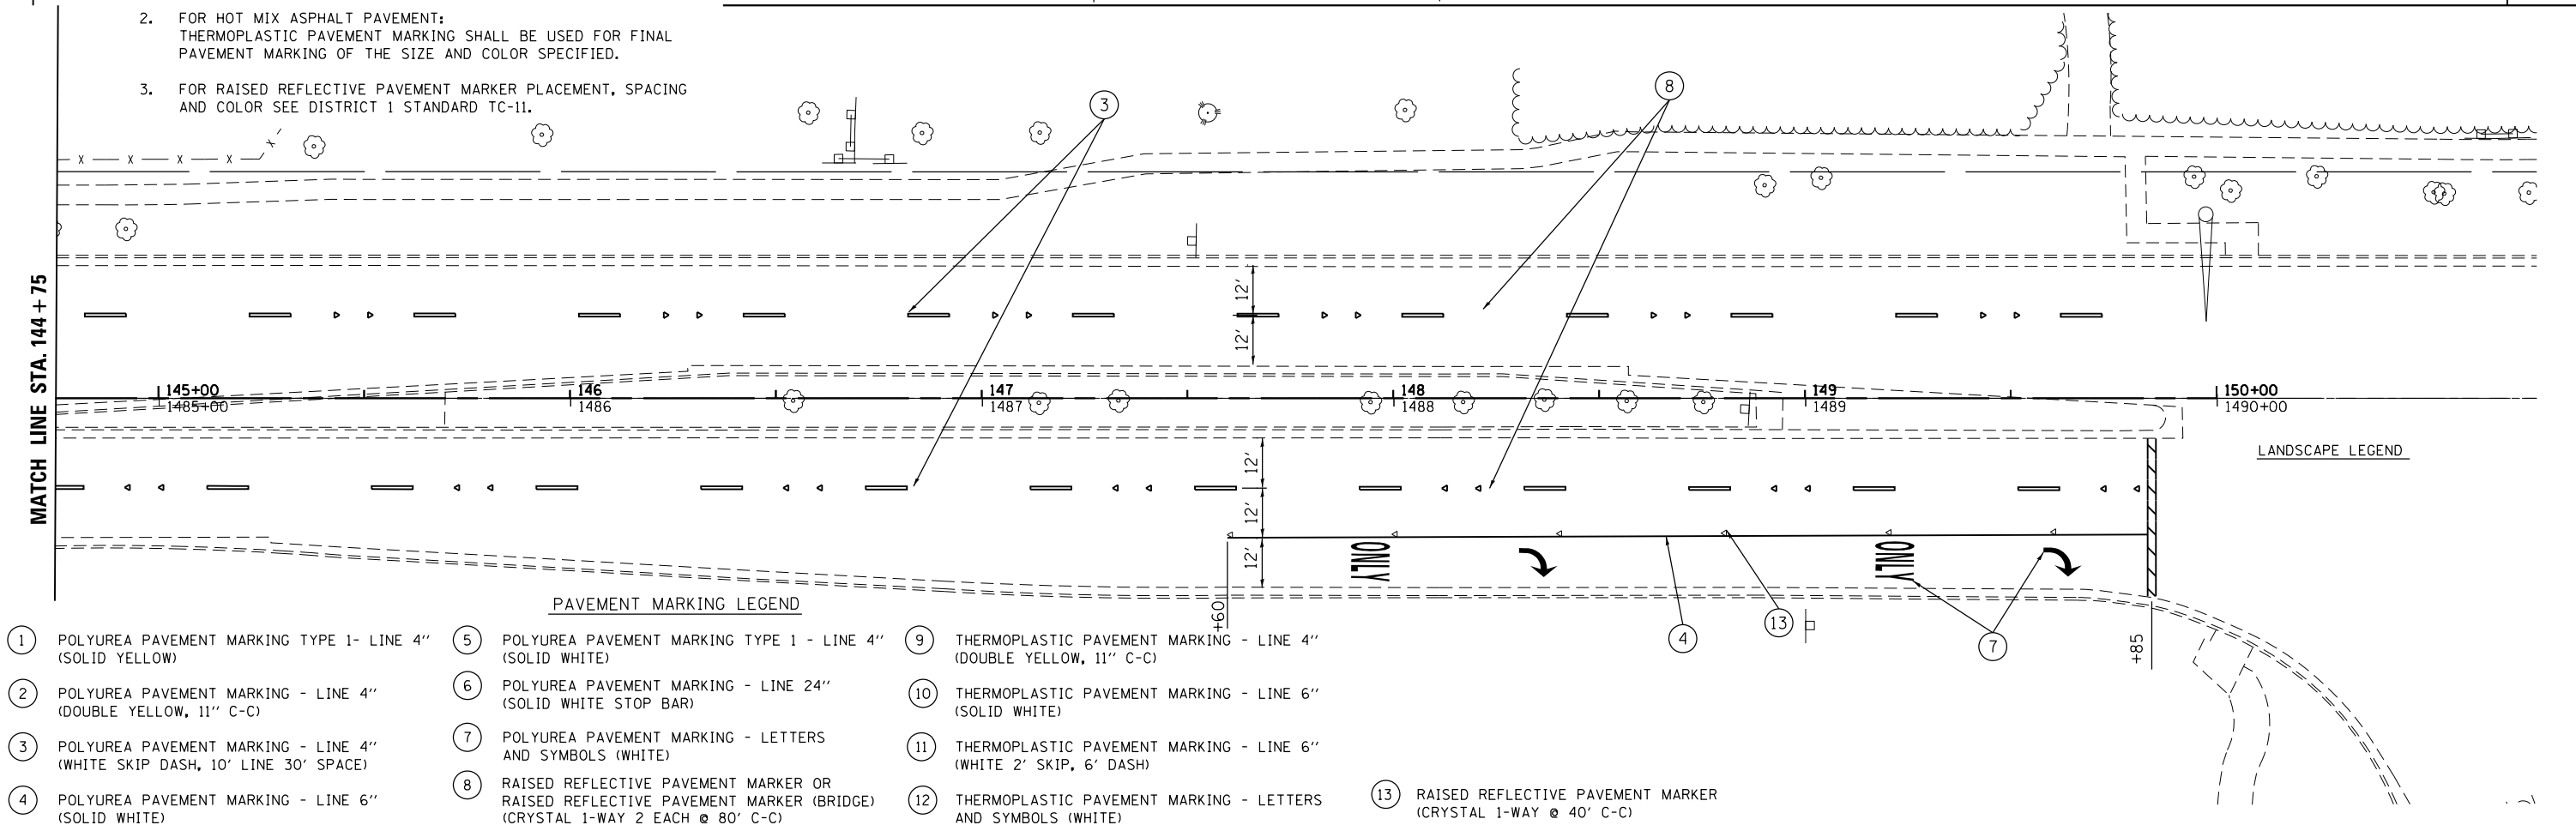 2. FOR HOT MIX ASPHALT PAVEMENT:
THERMOPLASTIC PAVEMENT MARKING SHALL BE USED FOR FINAL
PAVEMENT MARKING OF THE SIZE AND COLOR SPECIFIED.
3. FOR RAISED REFLECTIVE PAVEMENT MARKER PLACEMENT, SPACING
AND COLOR SEE DISTRICT 1 STANDARD TC-11.
3
8
X X X X X
MATCH LINE STA. 144+75
12'
12'
145+00 146 147 148 149 150+00
1485+00 1486 1487 1488 1489 1490+00
LANDSCAPE LEGEND
12'
12'
12'
ONLY ONLY
+60
4
13
7
+85
PAVEMENT MARKING LEGEND
1 POLYUREA PAVEMENT MARKING TYPE 1- LINE 4"
(SOLID YELLOW)
2 POLYUREA PAVEMENT MARKING - LINE 4"
(DOUBLE YELLOW, 11" C-C)
3 POLYUREA PAVEMENT MARKING - LINE 4"
(WHITE SKIP DASH, 10' LINE 30' SPACE)
4 POLYUREA PAVEMENT MARKING - LINE 6"
(SOLID WHITE)
5 POLYUREA PAVEMENT MARKING TYPE 1 - LINE 4"
(SOLID WHITE)
6 POLYUREA PAVEMENT MARKING - LINE 24"
(SOLID WHITE STOP BAR)
7 POLYUREA PAVEMENT MARKING - LETTERS
AND SYMBOLS (WHITE)
8 RAISED REFLECTIVE PAVEMENT MARKER OR
RAISED REFLECTIVE PAVEMENT MARKER (BRIDGE)
(CRYSTAL 1-WAY 2 EACH @ 80' C-C)
9 THERMOPLASTIC PAVEMENT MARKING - LINE 4"
(DOUBLE YELLOW, 11" C-C)
10 THERMOPLASTIC PAVEMENT MARKING - LINE 6"
(SOLID WHITE)
11 THERMOPLASTIC PAVEMENT MARKING - LINE 6"
(WHITE 2' SKIP, 6' DASH)
12 THERMOPLASTIC PAVEMENT MARKING - LETTERS
AND SYMBOLS (WHITE)
13 RAISED REFLECTIVE PAVEMENT MARKER
(CRYSTAL 1-WAY @ 40' C-C)